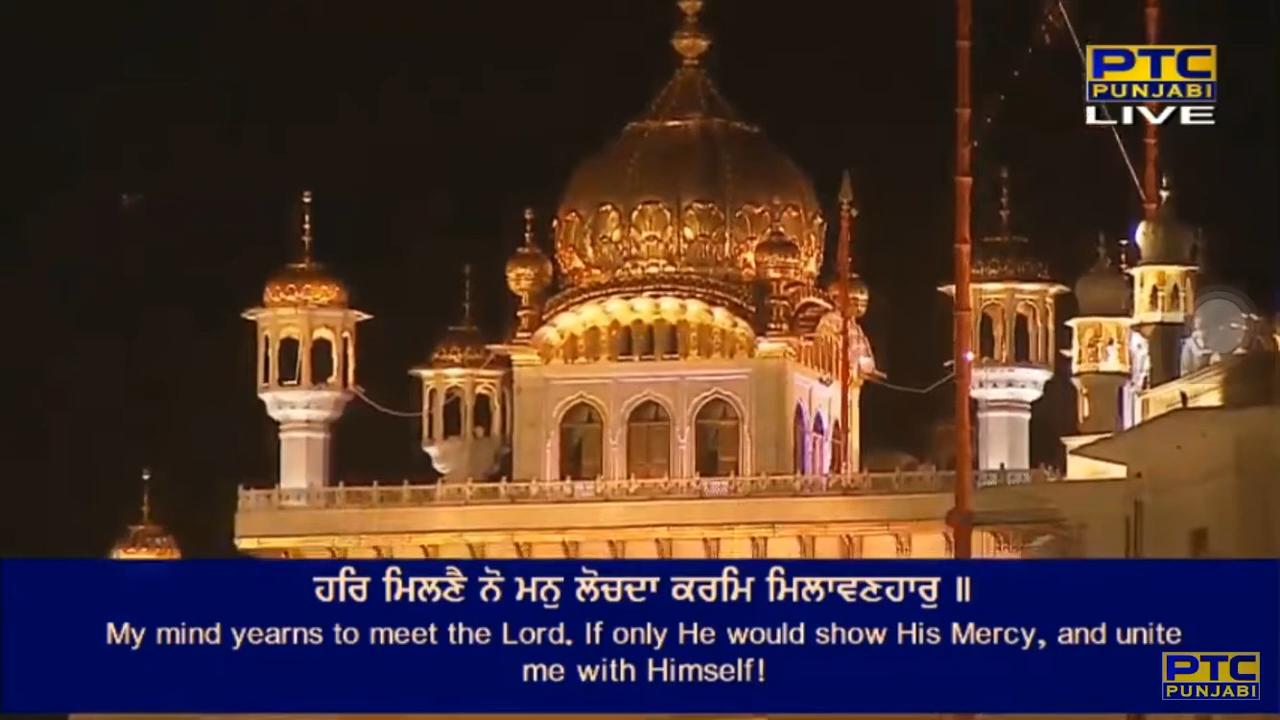 PTC
PUNJABI
LIVE
ਹਰਿ ਮਿਲਣੈ ਨੋ ਮਨੁ ਲੋਚਦਾ ਕਰਮਿ ਮਿਲਾਵਣਹਾਰੁ ॥
My mind yearns to meet the Lord. If only He would show His Mercy, and unite
me with Himself!
PTC
PUNJABI